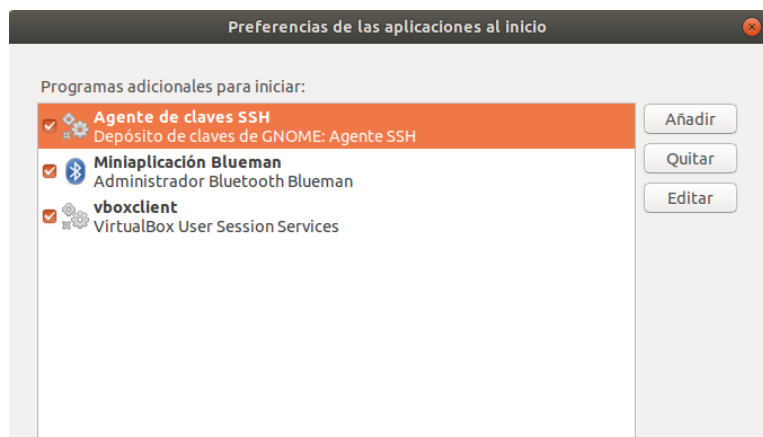 Preferencias de las aplicaciones al inicio
Programas adicionales para iniciar:
Agente de claves SSH
Depósito de claves de GNOME: Agente SSH
Miniaplicación Blueman
Administrador Bluetooth Blueman
vboxclient
VirtualBox User Session Services
Añadir
Quitar
Editar